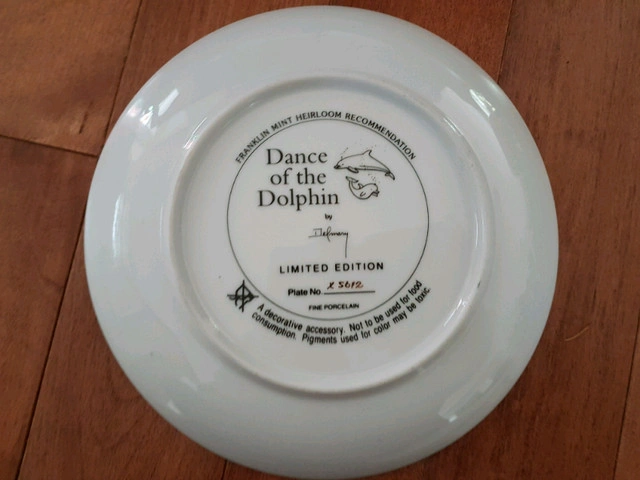 FRANKLIN MINT HEIRLOOM RECOMMENDATION
Dance
of the
Dolphin
by
LIMITED EDITION
Plate No. X 5612
FINE PORCELAIN
A decorative accessory. Not to be used for food
consumption. Pigments used for color may be toxic.